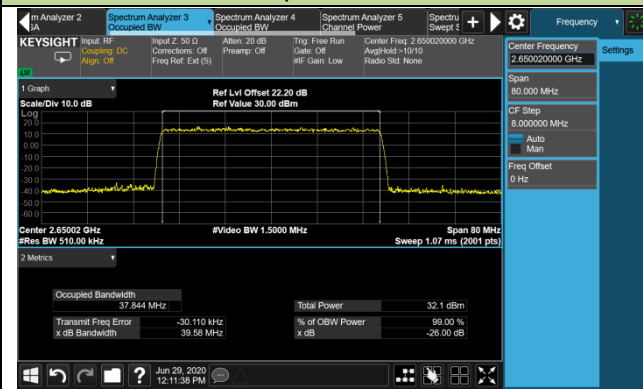 m Analyzer 2
SA
Spectrum Analyzer 3
Occupied BW
Spectrum Analyzer 4
Occupied BW
Spectrum Analyzer 5
Channel Power
Spectru
Swept S
Frequency
KEYSIGHT
Input: RF
Coupling: DC
Align: Off
Input Z: 50 Ω
Corrections: Off
Freq Ref: Ext (S)
Atten: 20 dB
Preamp: Off
Trig: Free Run
Gate: Off
#IF Gain: Low
Center Freq: 2.650020000 GHz
Avg|Hold:>10/10
Radio Std: None
LM
Center Frequency
2.650020000 GHz
Settings
Span
80.000 MHz
CF Step
8.000000 MHz
Auto
Man
Freq Offset
0 Hz
1 Graph
Scale/Div 10.0 dB
Ref Lvl Offset 22.20 dB
Ref Value 30.00 dBm
Log
20.0
10.0
0.00
-10.0
-20.0
-30.0
-40.0
-50.0
-60.0
Center 2.65002 GHz
#Res BW 510.00 kHz
#Video BW 1.5000 MHz
Span 80 MHz
Sweep 1.07 ms (2001 pts)
2 Metrics
Occupied Bandwidth
37.844 MHz
Total Power
32.1 dBm
Transmit Freq Error
-30.110 kHz
% of OBW Power
99.00 %
x dB Bandwidth
39.58 MHz
x dB
-26.00 dB
?
Jun 29, 2020
12:11:38 PM